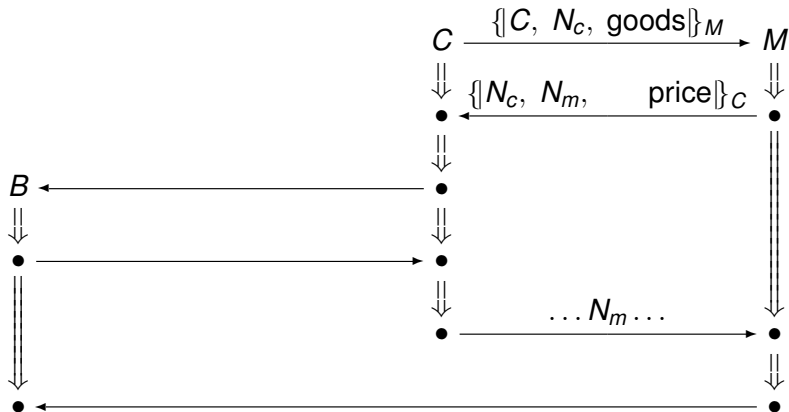 C {|C, N_c, goods|}_M M
{|N_c, N_m, price|}_C
B
…N_m…